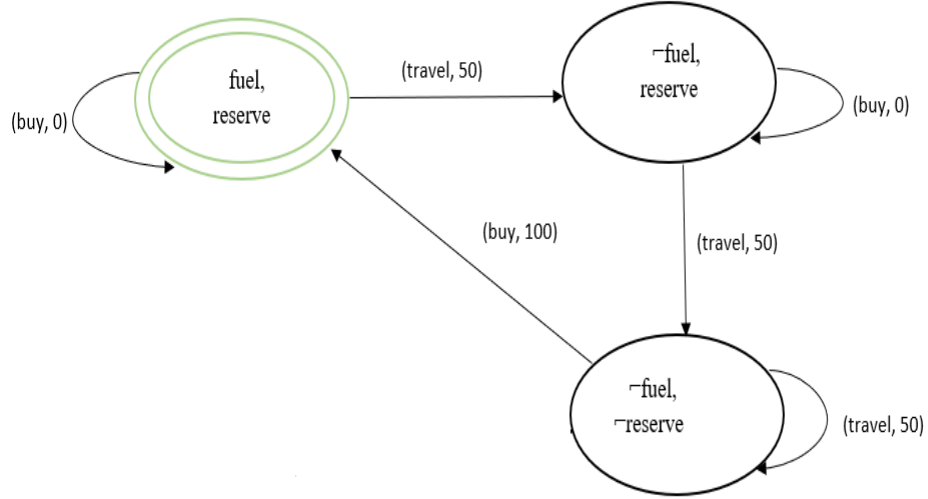 fuel,
reserve
(travel, 50)
¬fuel,
reserve
(buy, 0)
(buy, 0)
(buy, 100)
(travel, 50)
¬fuel,
¬reserve
(travel, 50)